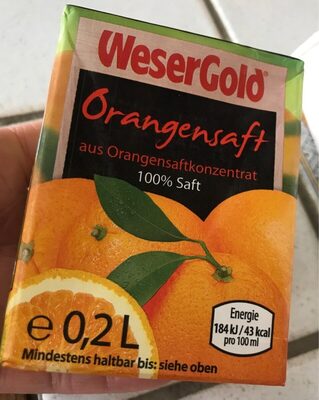 WeserGold®
Orangensaft
aus Orangensaftkonzentrat
100% Saft
Energie
184 kJ / 43 kcal
pro 100 ml
e 0,2 L
Mindestens haltbar bis: siehe oben